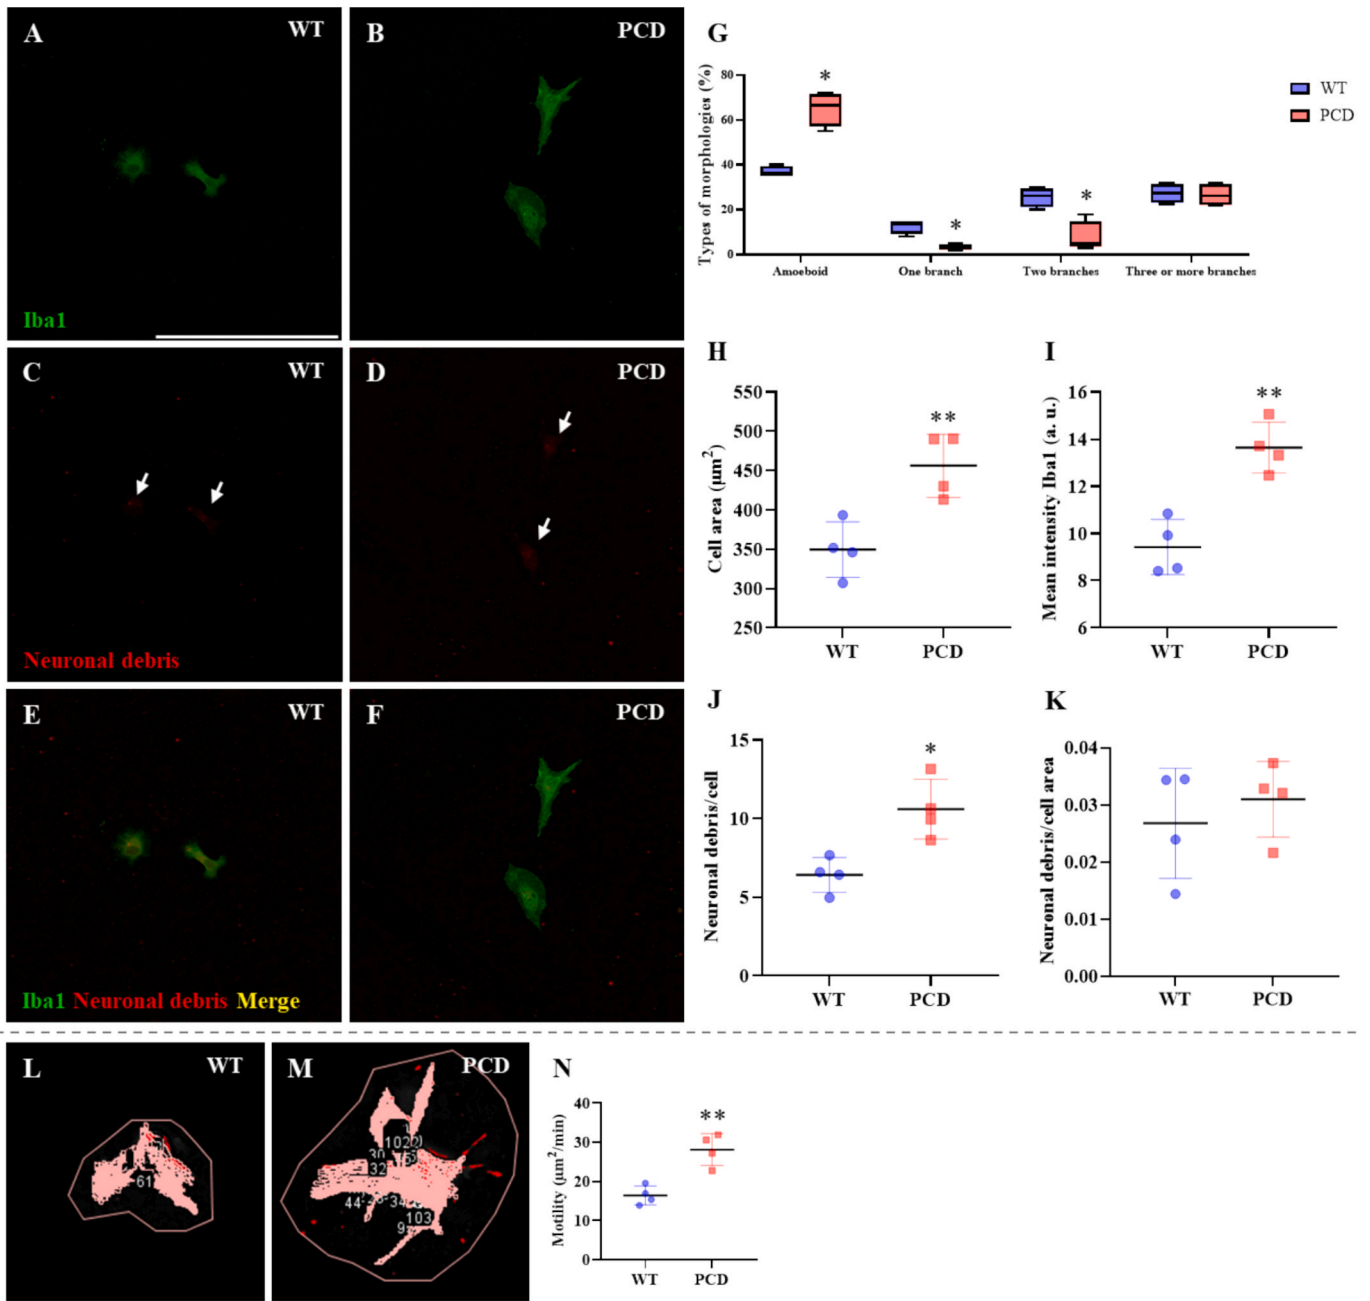 A WT
B PCD
Iba1
C WT
D PCD
Neuronal debris
E WT
F PCD
Iba1 Neuronal debris Merge
G
Types of morphologies (%)
80
60
40
20
0
Amoeboid One branch Two branches Three or more branches
* * *
WT
PCD
H
Cell area (µm²)
550
500
450
400
350
300
250
**
WT PCD
I
Mean intensity Iba1 (a. u.)
16
14
12
10
8
6
**
WT PCD
J
Neuronal debris/cell
15
10
5
0
*
WT PCD
K
Neuronal debris/cell area
0.04
0.03
0.02
0.01
0.00
WT PCD
L WT
61
M PCD
102
30
32
44
34
103
9
N
Motility (µm²/min)
40
30
20
10
0
**
WT PCD